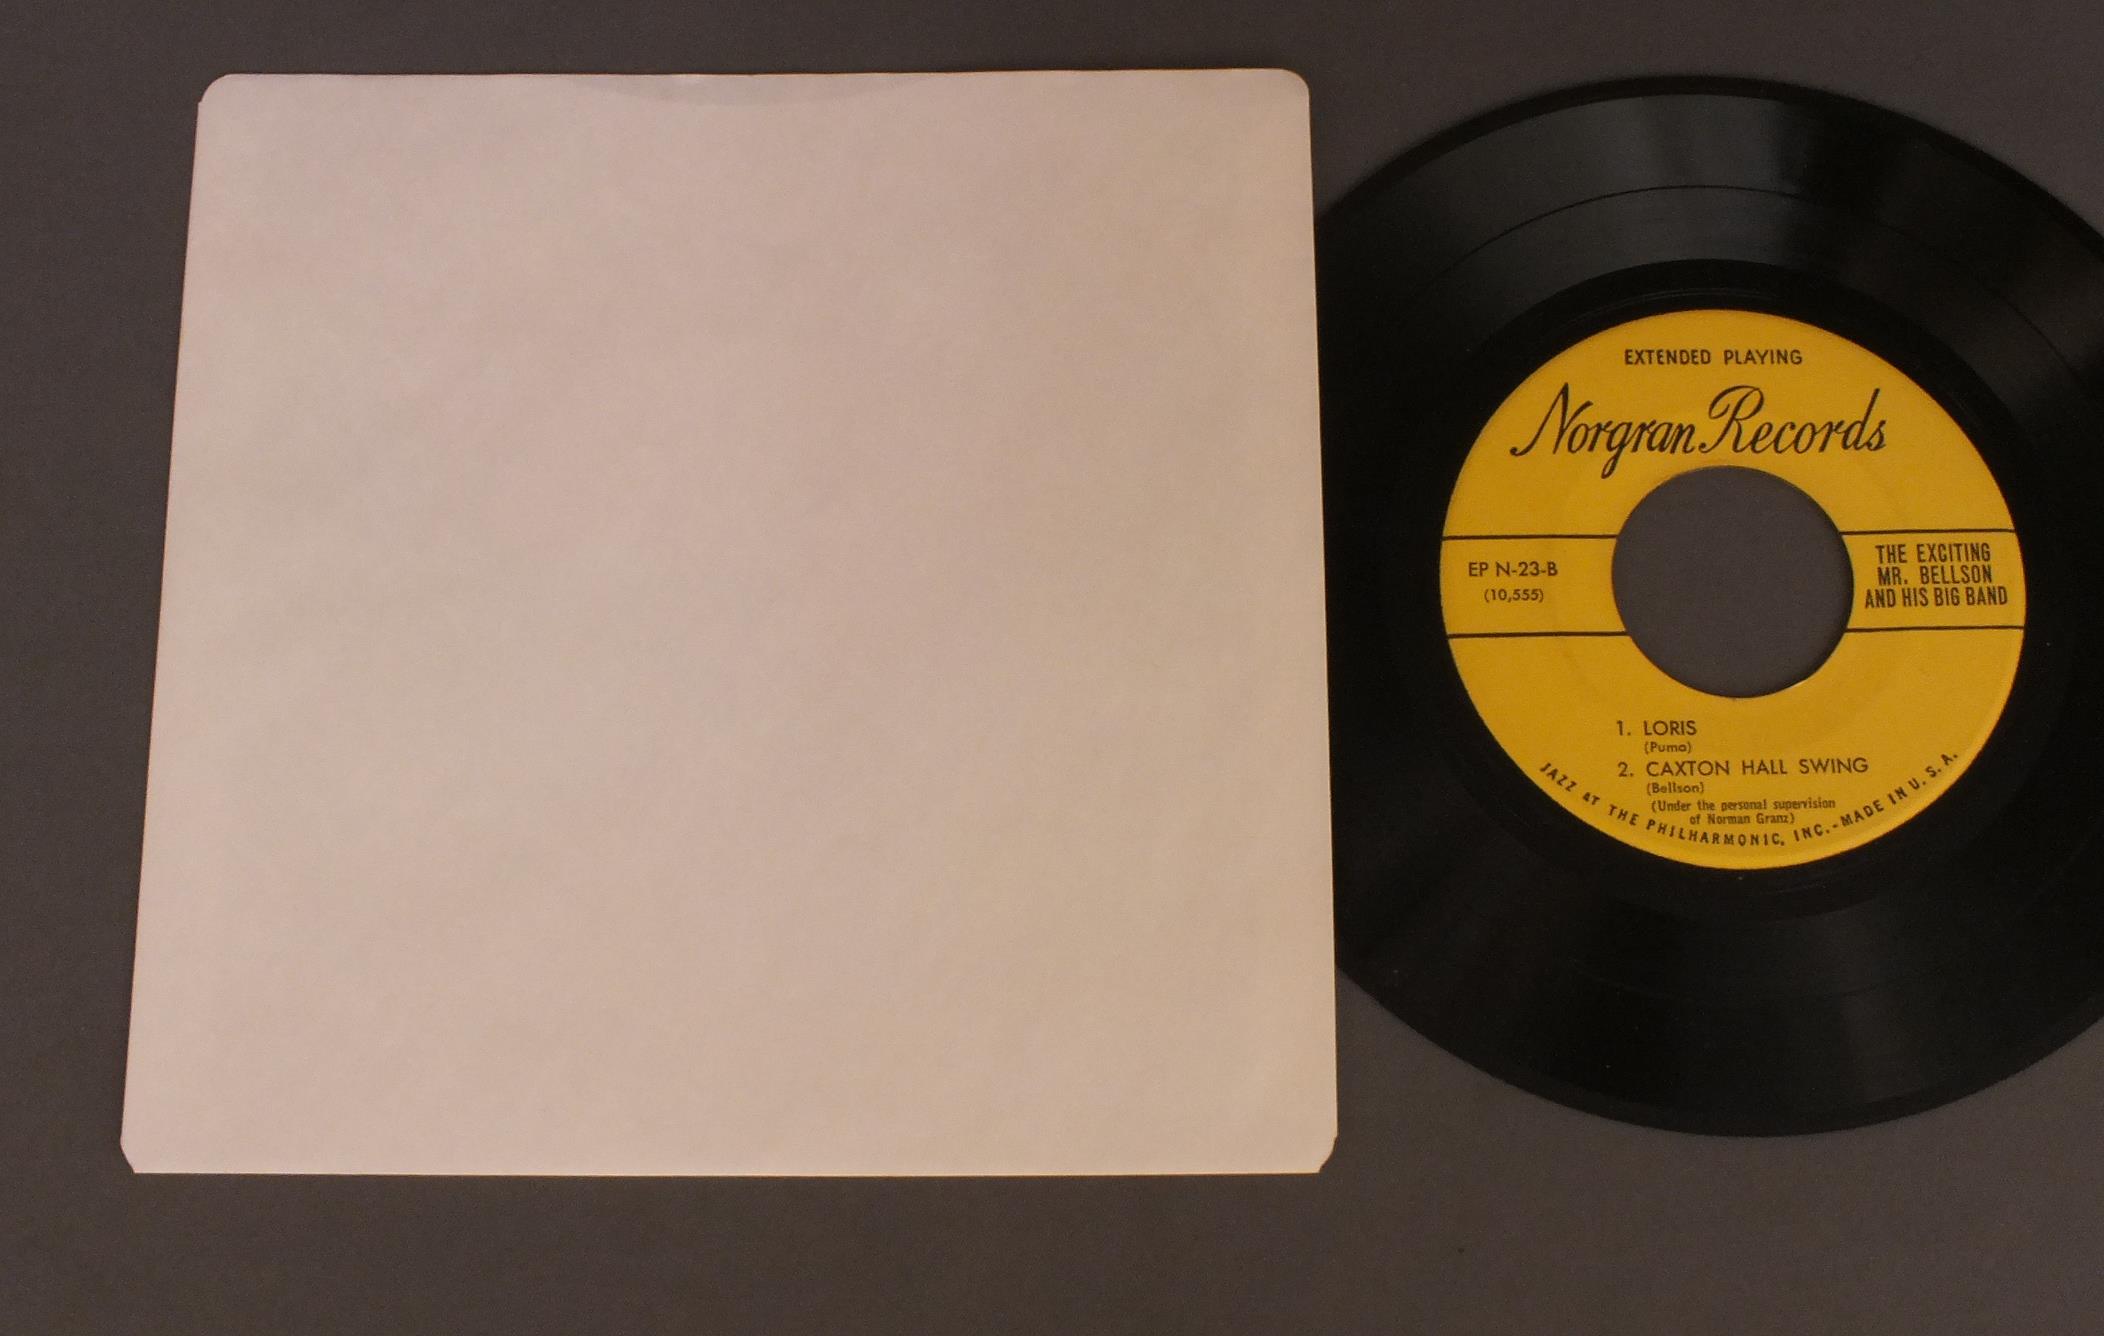 EXTENDED PLAYING
Norgran Records
EP N-23-B
(10,555)
THE EXCITING
MR. BELLSON
AND HIS BIG BAND
1. LORIS
(Puma)
2. CAXTON HALL SWING
(Bellson)
(Under the personal supervision
of Norman Granz)
JAZZ AT THE PHILHARMONIC, INC.-MADE IN U.S.A.